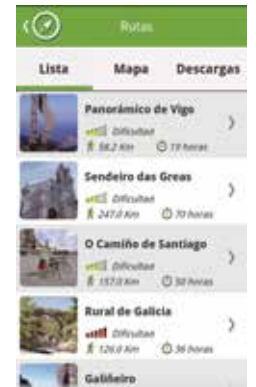 Rutas
Lista Mapa Descargas
Panorámico de Vigo
Dificultad
58.2 Km 19 horas
Sendeiro das Greas
Dificultad
247.0 Km 70 horas
O Camiño de Santiago
Dificultad
157.0 Km 50 horas
Rural de Galicia
Dificultad
126.0 Km 36 horas
Galiñeiro